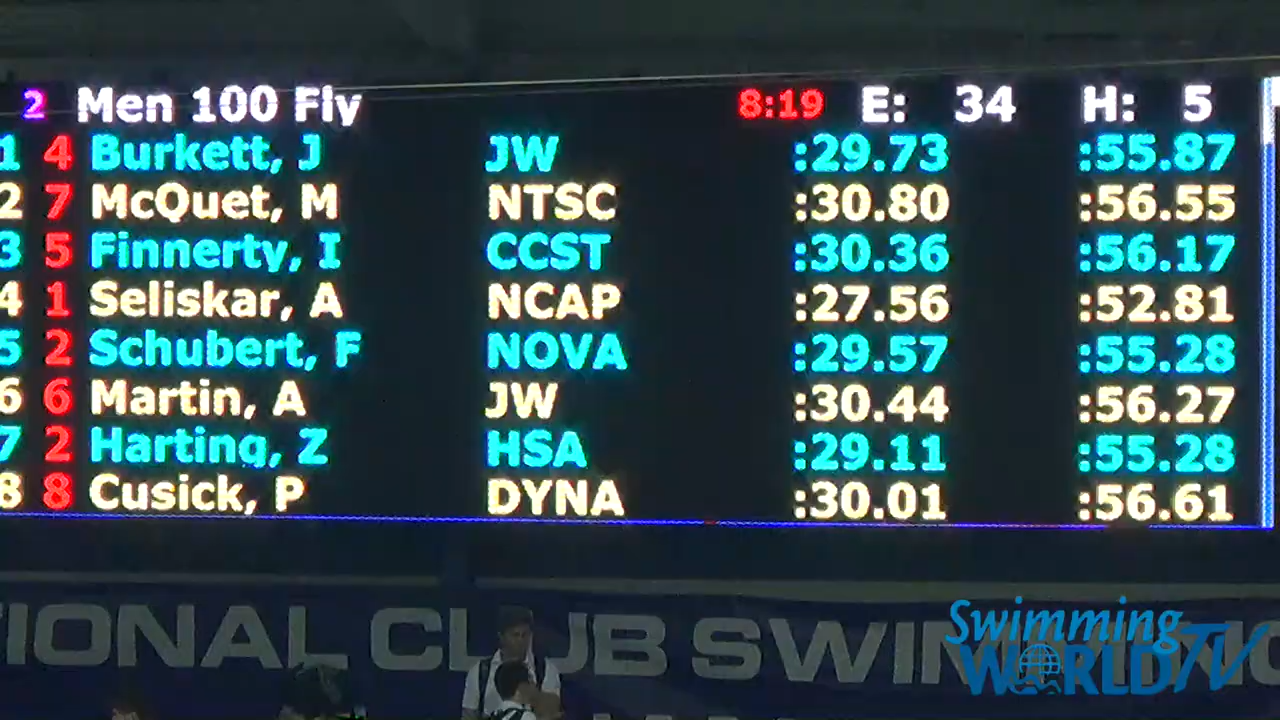 2 Men 100 Fly 8:19 E: 34 H: 5
1 4 Burkett, J JW :29.73 :55.87
2 7 McQuet, M NTSC :30.80 :56.55
3 5 Finnerty, I CCST :30.36 :56.17
4 1 Seliskar, A NCAP :27.56 :52.81
5 2 Schubert, F NOVA :29.57 :55.28
6 6 Martin, A JW :30.44 :56.27
7 2 Harting, Z HSA :29.11 :55.28
8 8 Cusick, P DYNA :30.01 :56.61
IONAL CLUB SWIM
Swimming
WORLD TV